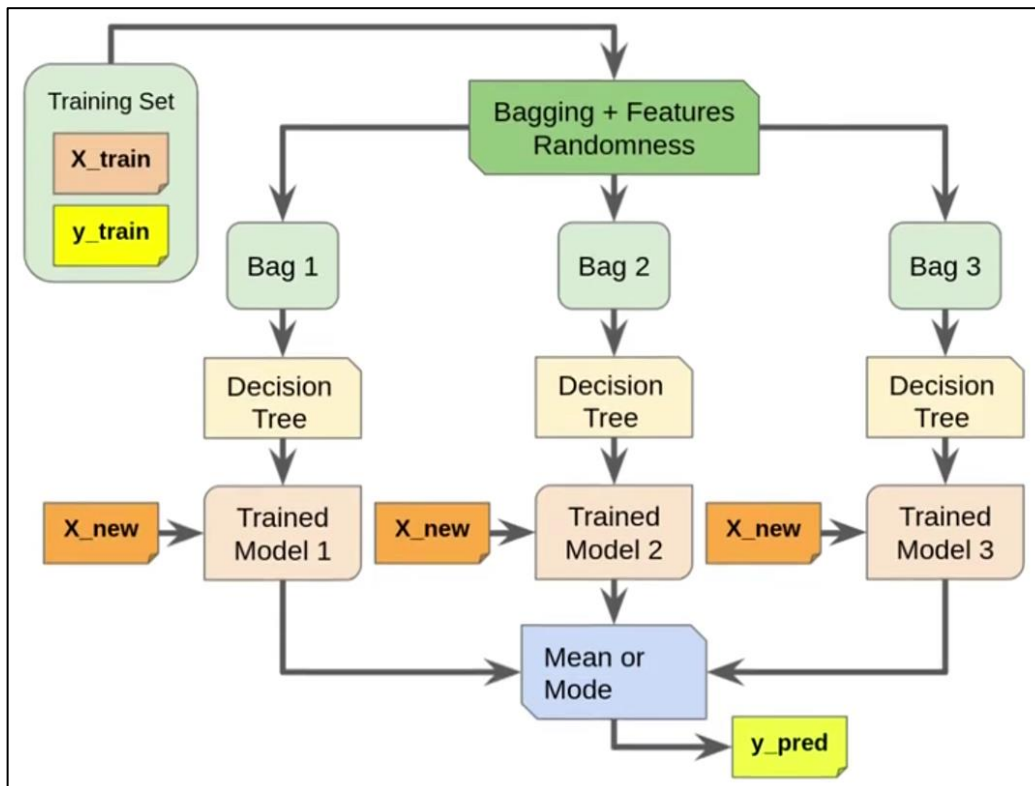 Training Set
X_train
y_train
Bagging + Features
Randomness
Bag 1
Bag 2
Bag 3
Decision
Tree
Decision
Tree
Decision
Tree
X_new
Trained
Model 1
X_new
Trained
Model 2
X_new
Trained
Model 3
Mean or
Mode
y_pred